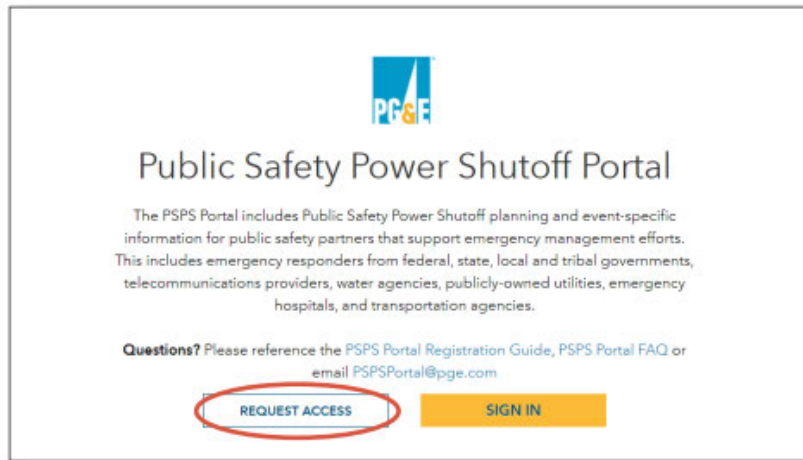 PG&E
Public Safety Power Shutoff Portal
The PSPS Portal includes Public Safety Power Shutoff planning and event-specific
information for public safety partners that support emergency management efforts.
This includes emergency responders from federal, state, local and tribal governments,
telecommunications providers, water agencies, publicly-owned utilities, emergency
hospitals, and transportation agencies.
Questions? Please reference the PSPS Portal Registration Guide, PSPS Portal FAQ or
email PSPSPortal@pge.com
REQUEST ACCESS
SIGN IN